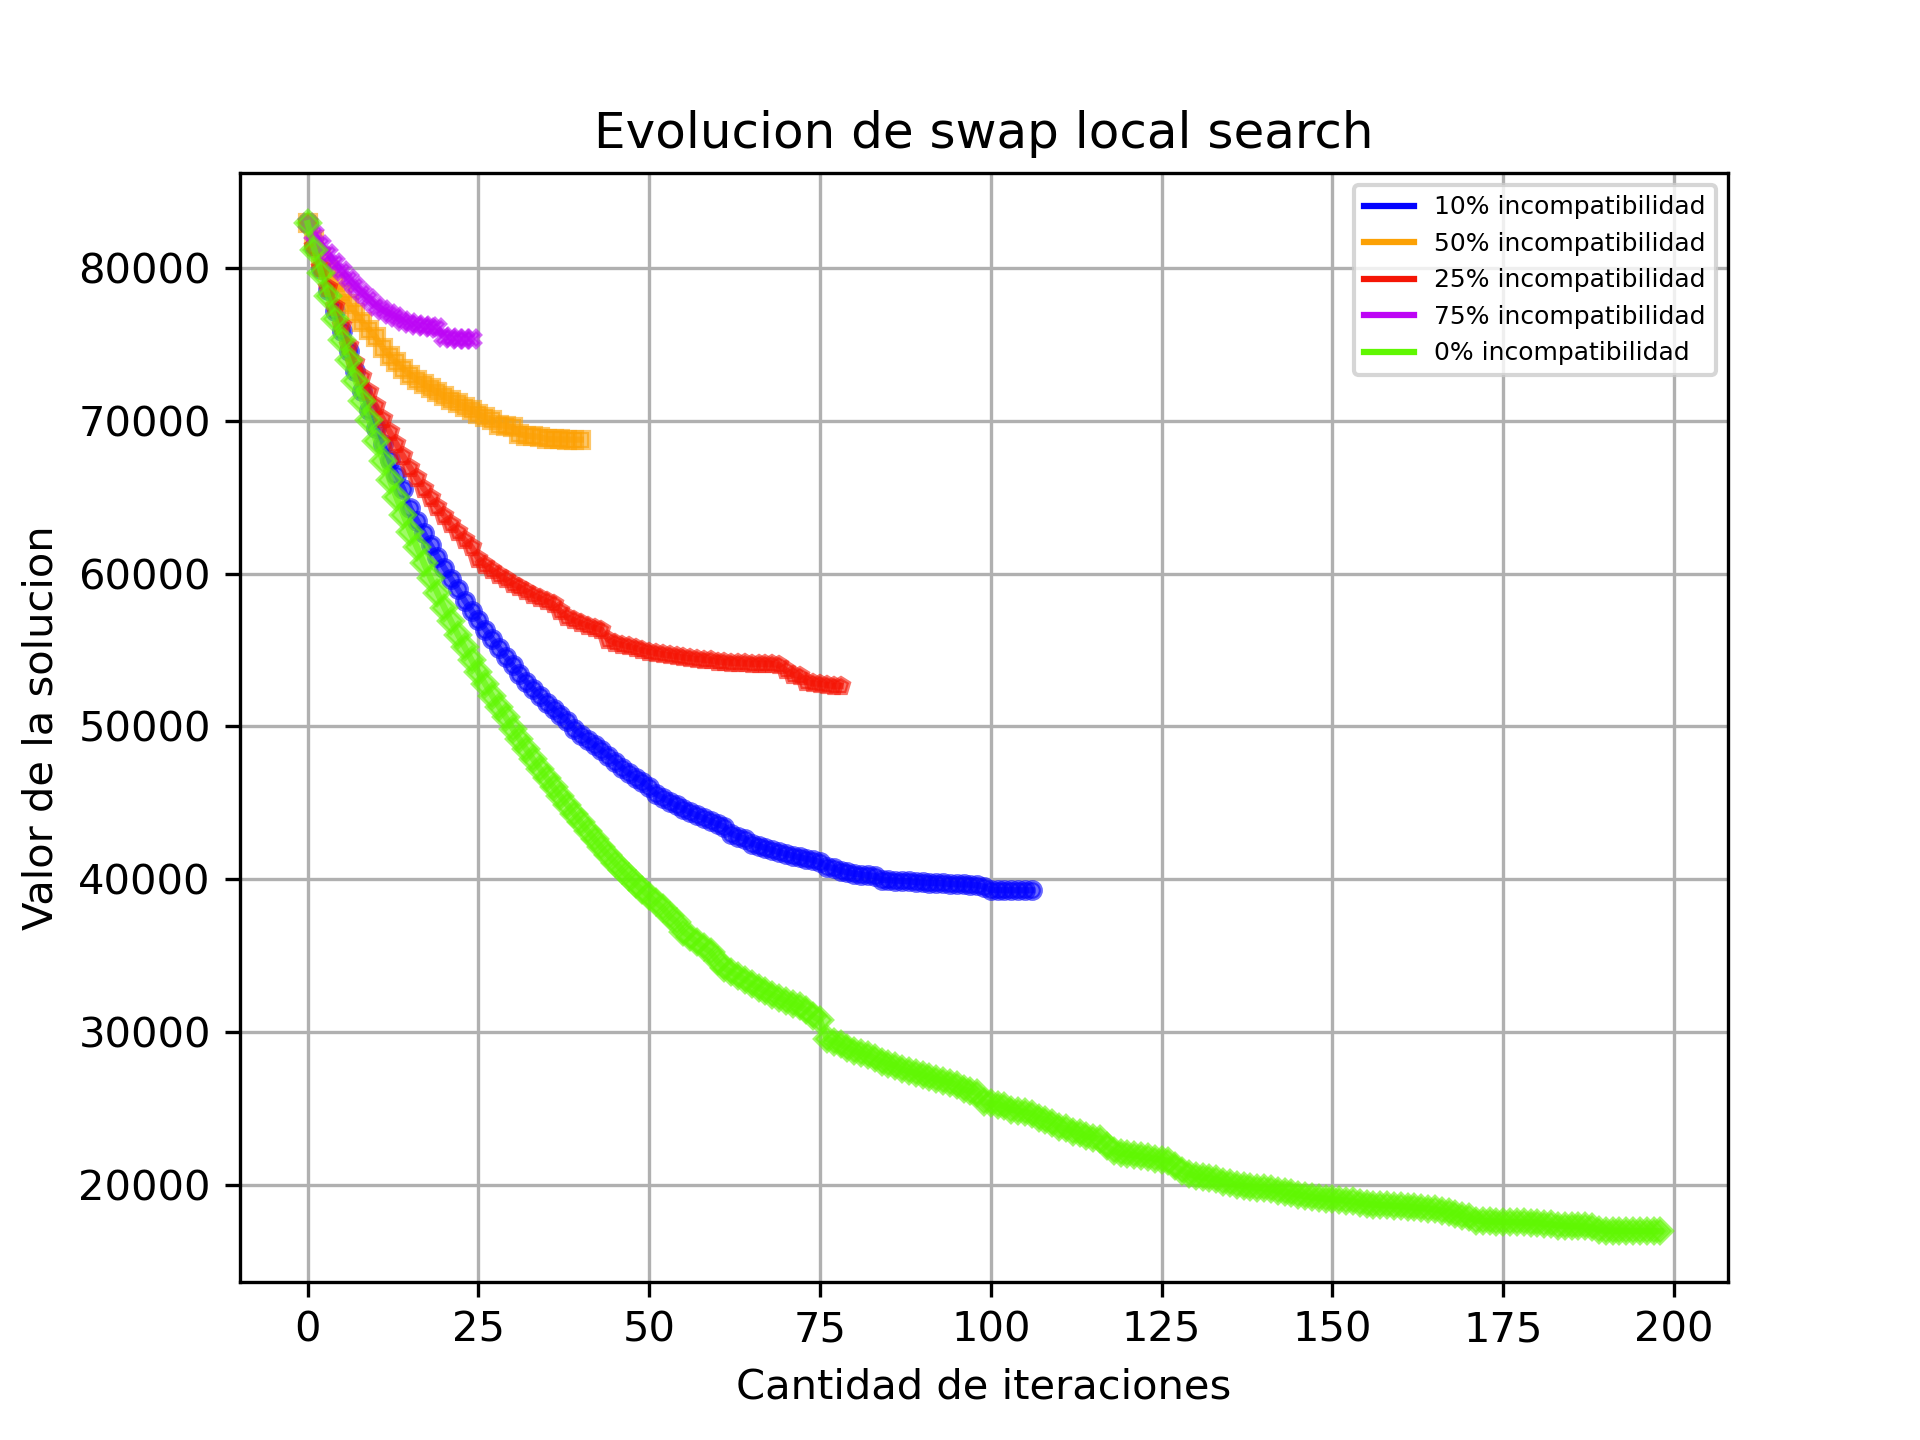 Evolucion de swap local search
10% incompatibilidad
50% incompatibilidad
25% incompatibilidad
75% incompatibilidad
0% incompatibilidad
Valor de la solucion
80000
70000
60000
50000
40000
30000
20000
0 25 50 75 100 125 150 175 200
Cantidad de iteraciones